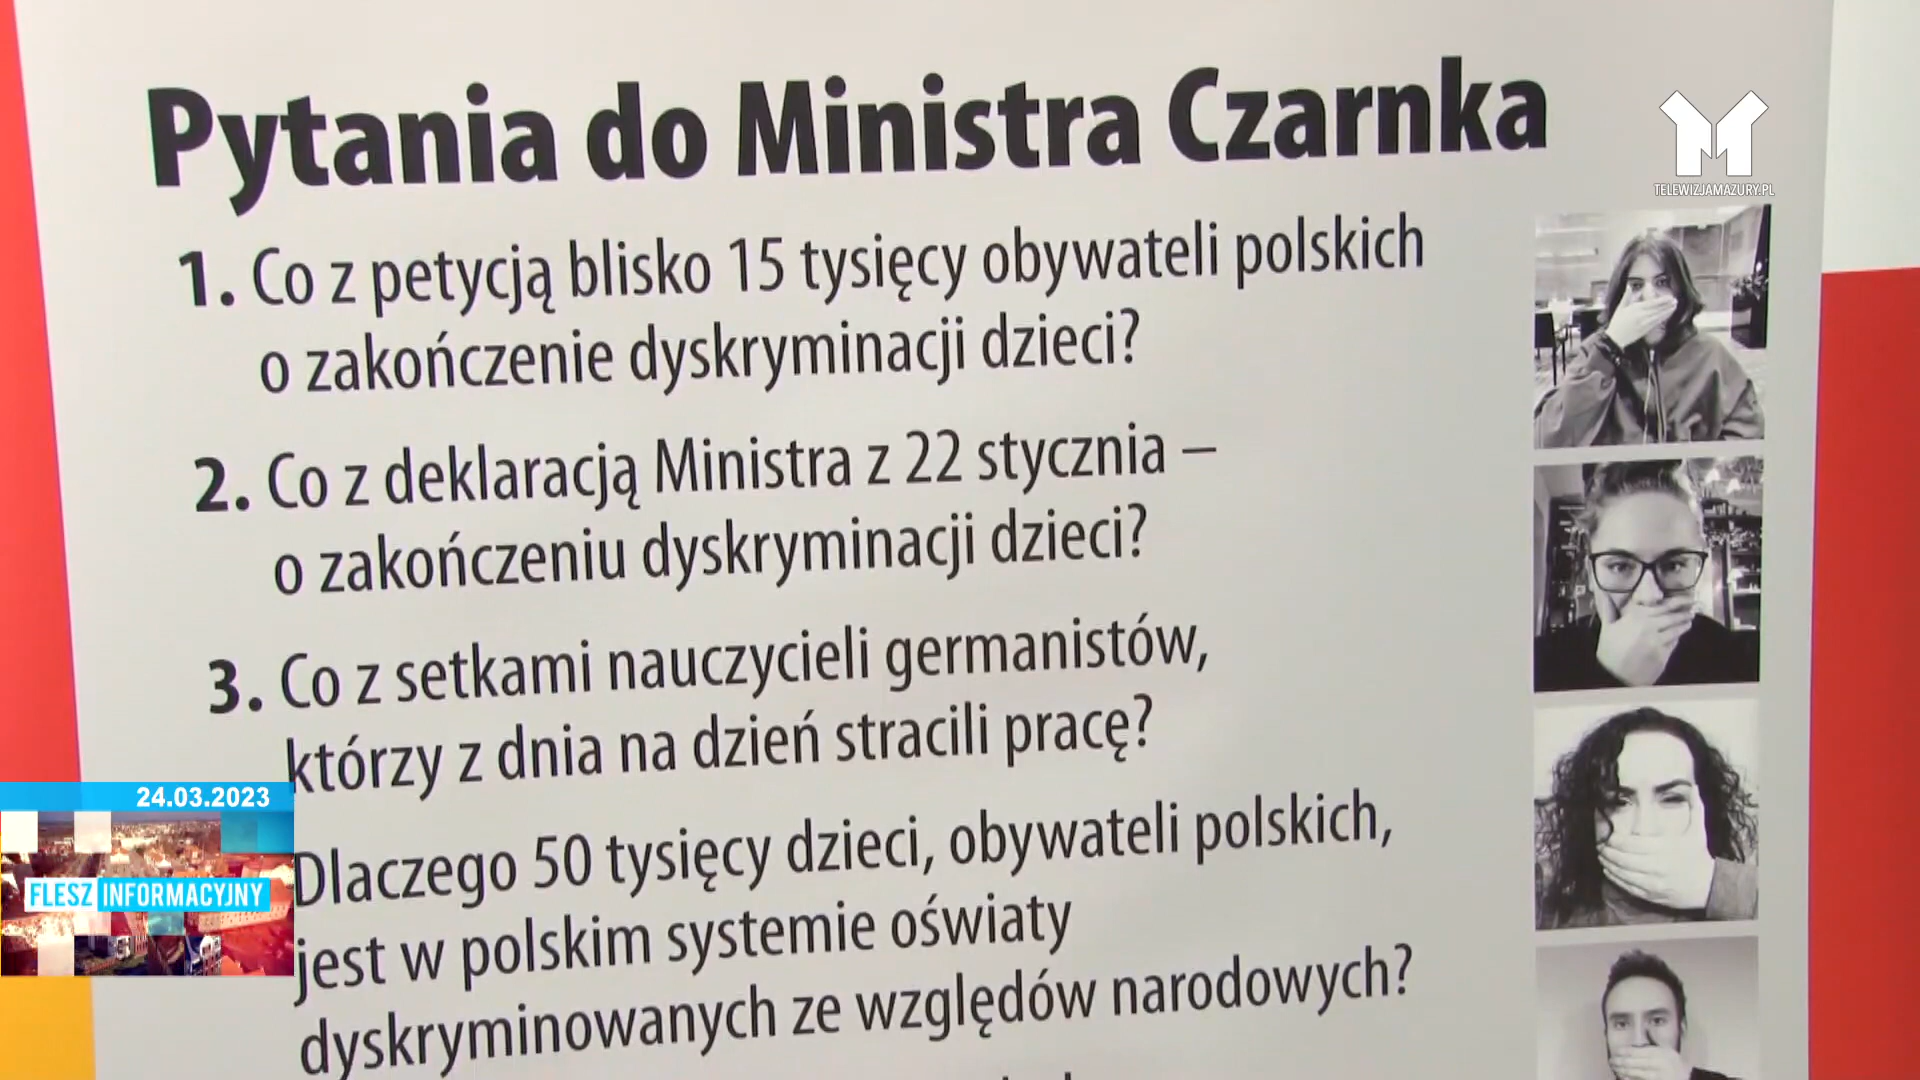 Pytania do Ministra Czarnka
TELEWIZJAMAZURY.PL
1. Co z petycją blisko 15 tysięcy obywateli polskich
o zakończenie dyskryminacji dzieci?
2. Co z deklaracją Ministra z 22 stycznia –
o zakończeniu dyskryminacji dzieci?
3. Co z setkami nauczycieli germanistów,
którzy z dnia na dzień stracili pracę?
24.03.2023
FLESZ INFORMACYJNY
Dlaczego 50 tysięcy dzieci, obywateli polskich,
jest w polskim systemie oświaty
dyskryminowanych ze względów narodowych?